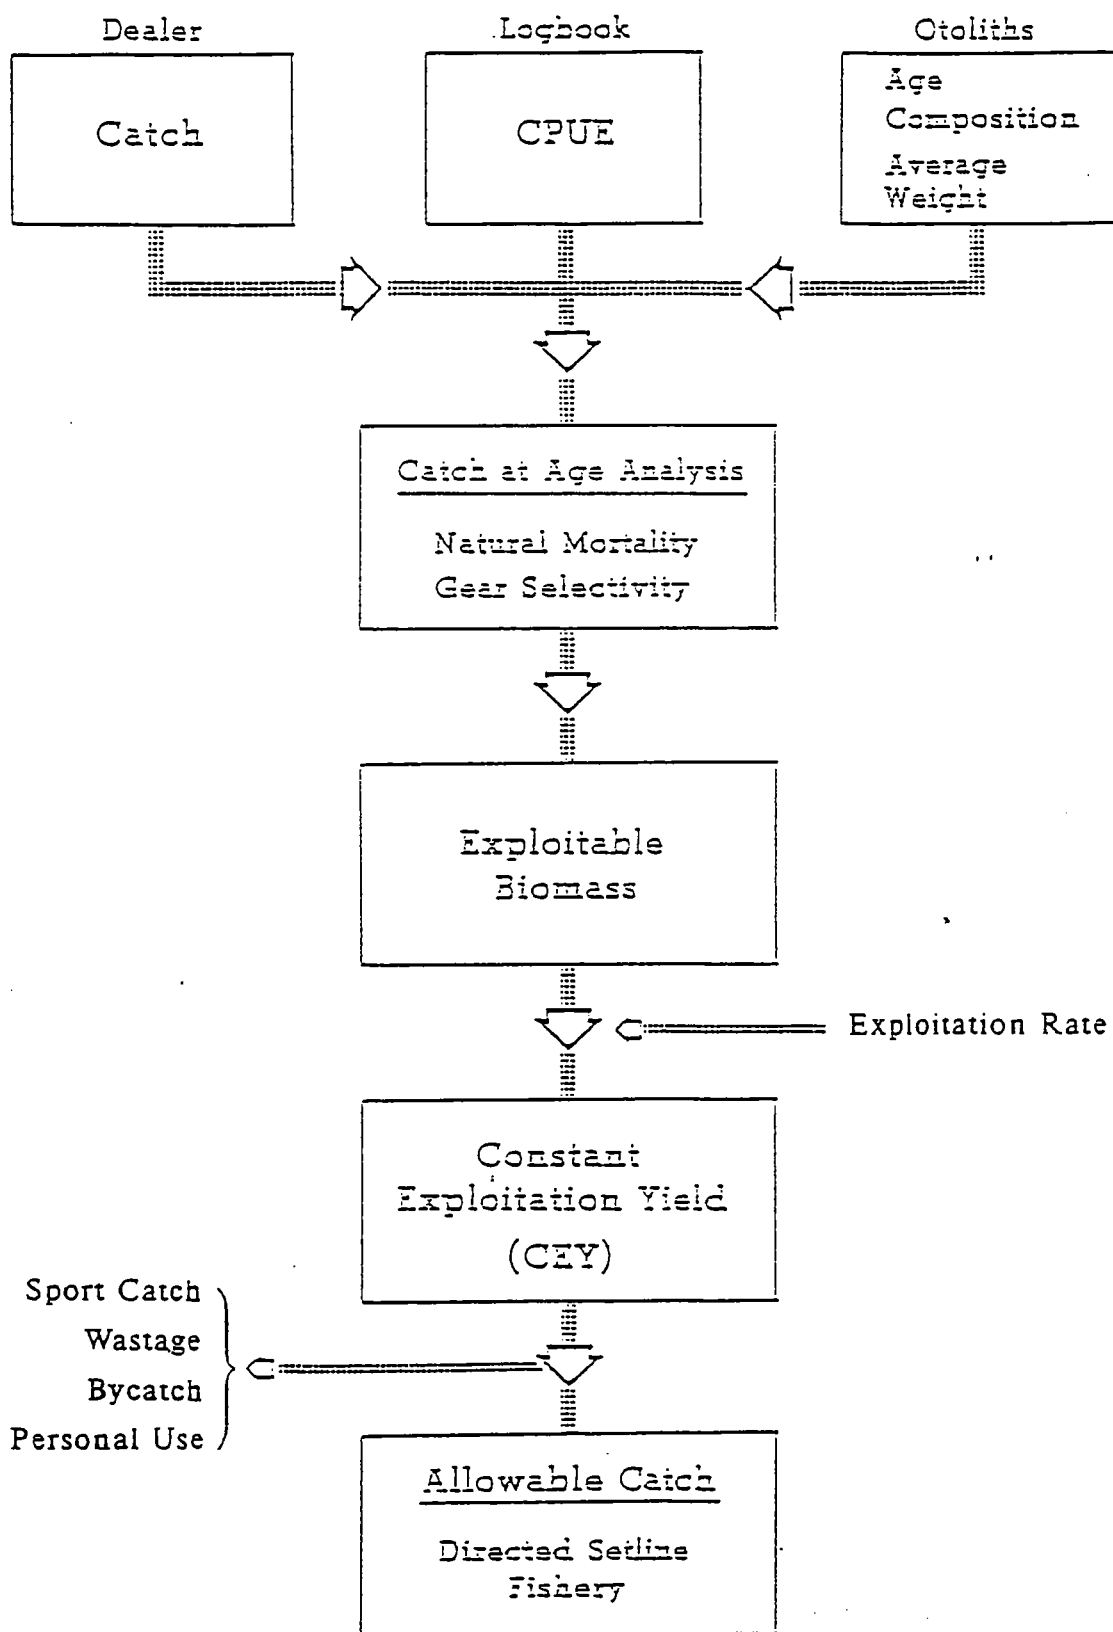 Dealer
Logbook
Otoliths
Catch
CPUE
Age
Composition
Average
Weight
Catch at Age Analysis
Natural Mortality
Gear Selectivity
Exploitable
Biomass
Exploitation Rate
Constant
Exploitation Yield
(CEY)
Sport Catch
Wastage
Bycatch
Personal Use
Allowable Catch
Directed Setline
Fishery